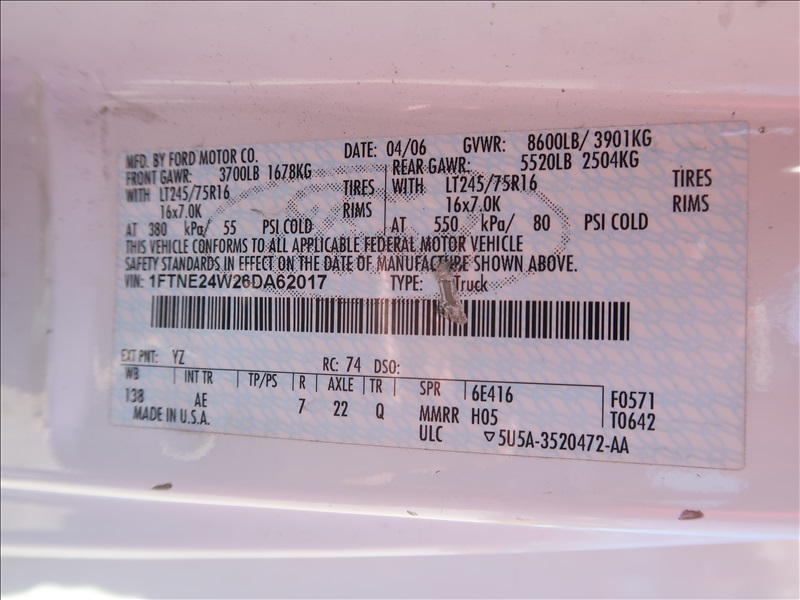 MFD. BY FORD MOTOR CO. DATE: 04/06 GVWR: 8600LB/ 3901KG
FRONT GAWR: 3700LB 1678KG REAR GAWR: 5520LB 2504KG
WITH LT245/75R16 TIRES WITH LT245/75R16 TIRES
16x7.0K RIMS 16x7.0K RIMS
AT 380 kPa/ 55 PSI COLD AT 550 kPa/ 80 PSI COLD
THIS VEHICLE CONFORMS TO ALL APPLICABLE FEDERAL MOTOR VEHICLE
SAFETY STANDARDS IN EFFECT ON THE DATE OF MANUFACTURE SHOWN ABOVE.
VIN: 1FTNE24W26DA62017 TYPE: Truck
EXT PNT: YZ RC: 74 DSO:
WB INT TR TP/PS R AXLE TR SPR 6E416 F0571
138 AE 7 22 Q MMRR H05 T0642
MADE IN U.S.A. ULC 5U5A-3520472-AA